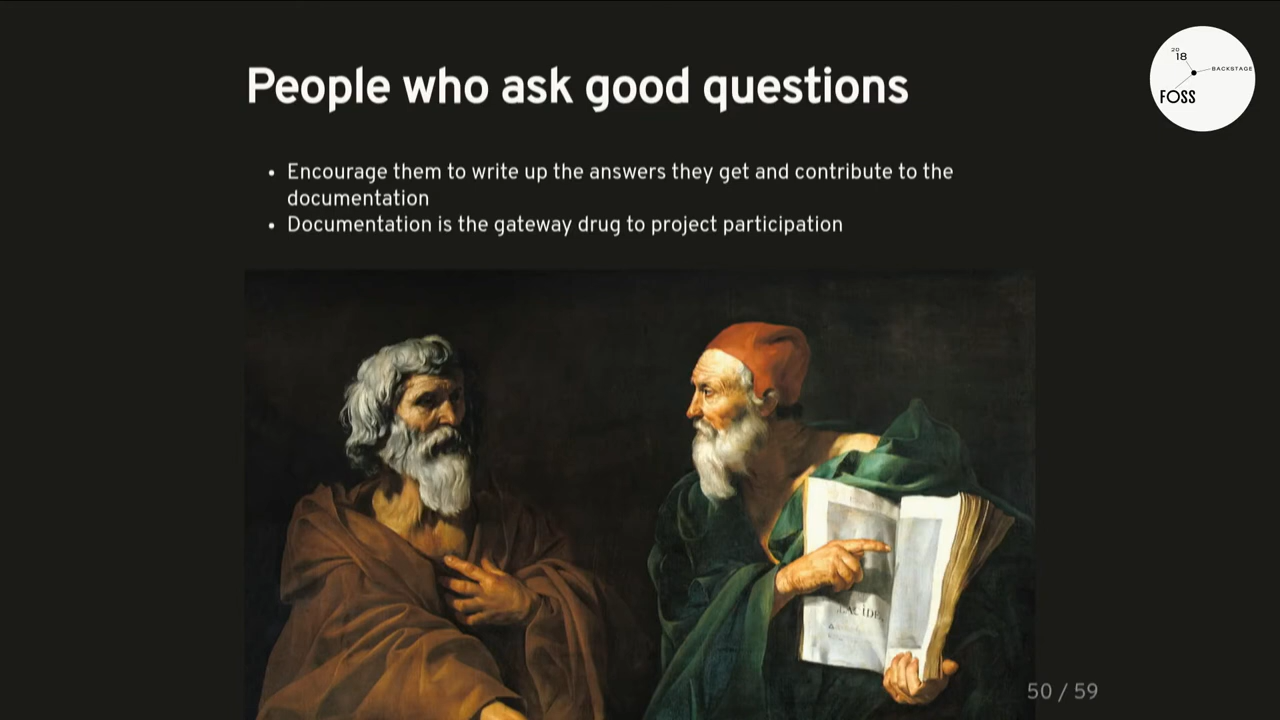 People who ask good questions
20
18
BACKSTAGE
FOSS
• Encourage them to write up the answers they get and contribute to the
documentation
• Documentation is the gateway drug to project participation
50 / 59